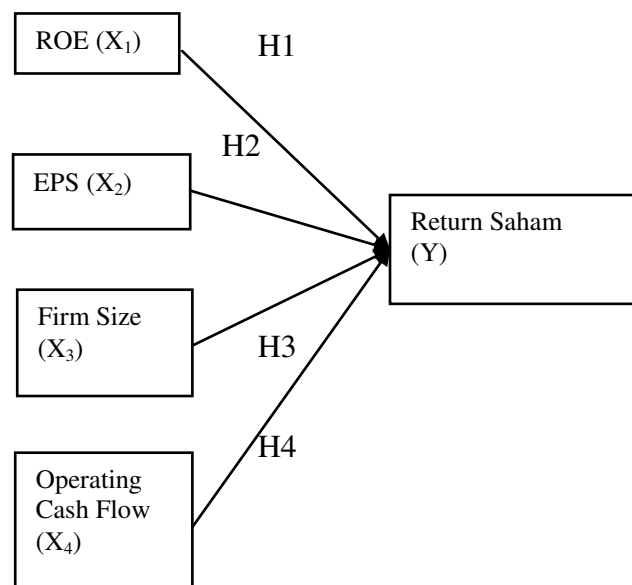 ROE (X₁)
H1
H2
EPS (X₂)
Return Saham
(Y)
Firm Size
(X₃)
H3
H4
Operating
Cash Flow
(X₄)